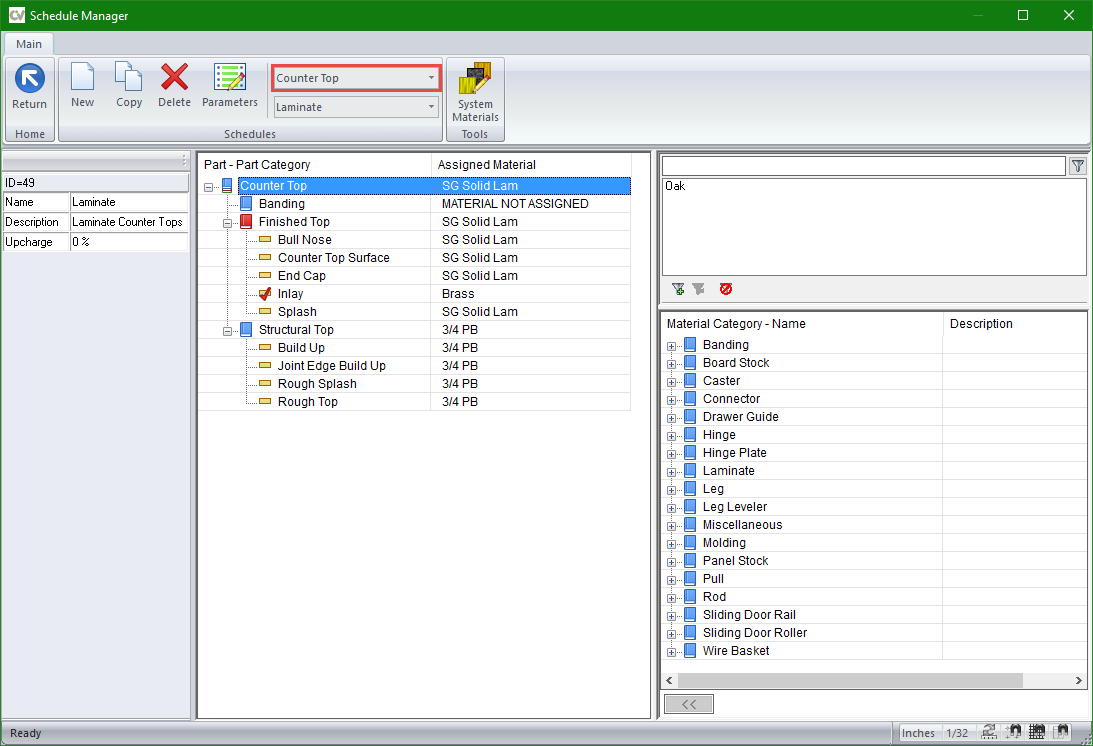 CV Schedule Manager
Main
Return
New
Copy
Delete
Parameters
Counter Top
Laminate
System
Materials
Home
Schedules
Tools
ID=49
Name Laminate
Description Laminate Counter Tops
Upcharge 0 %
Part - Part Category Assigned Material
Counter Top SG Solid Lam
Banding MATERIAL NOT ASSIGNED
Finished Top SG Solid Lam
Bull Nose SG Solid Lam
Counter Top Surface SG Solid Lam
End Cap SG Solid Lam
Inlay Brass
Splash SG Solid Lam
Structural Top 3/4 PB
Build Up 3/4 PB
Joint Edge Build Up 3/4 PB
Rough Splash 3/4 PB
Rough Top 3/4 PB
Oak
Material Category - Name Description
Banding
Board Stock
Caster
Connector
Drawer Guide
Hinge
Hinge Plate
Laminate
Leg
Leg Leveler
Miscellaneous
Molding
Panel Stock
Pull
Rod
Sliding Door Rail
Sliding Door Roller
Wire Basket
<<
Ready
Inches 1/32